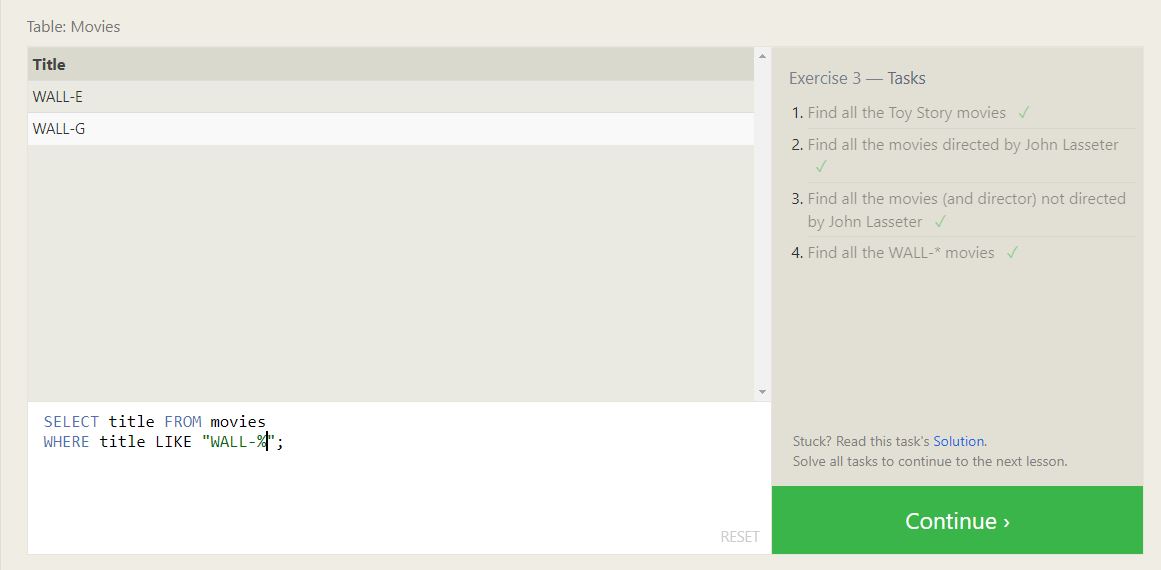 Table: Movies
Title
WALL-E
WALL-G
SELECT title FROM movies
WHERE title LIKE "WALL-%";
RESET
Exercise 3 — Tasks
1. Find all the Toy Story movies ✓
2. Find all the movies directed by John Lasseter
✓
3. Find all the movies (and director) not directed
by John Lasseter ✓
4. Find all the WALL-* movies ✓
Stuck? Read this task's Solution.
Solve all tasks to continue to the next lesson.
Continue ›